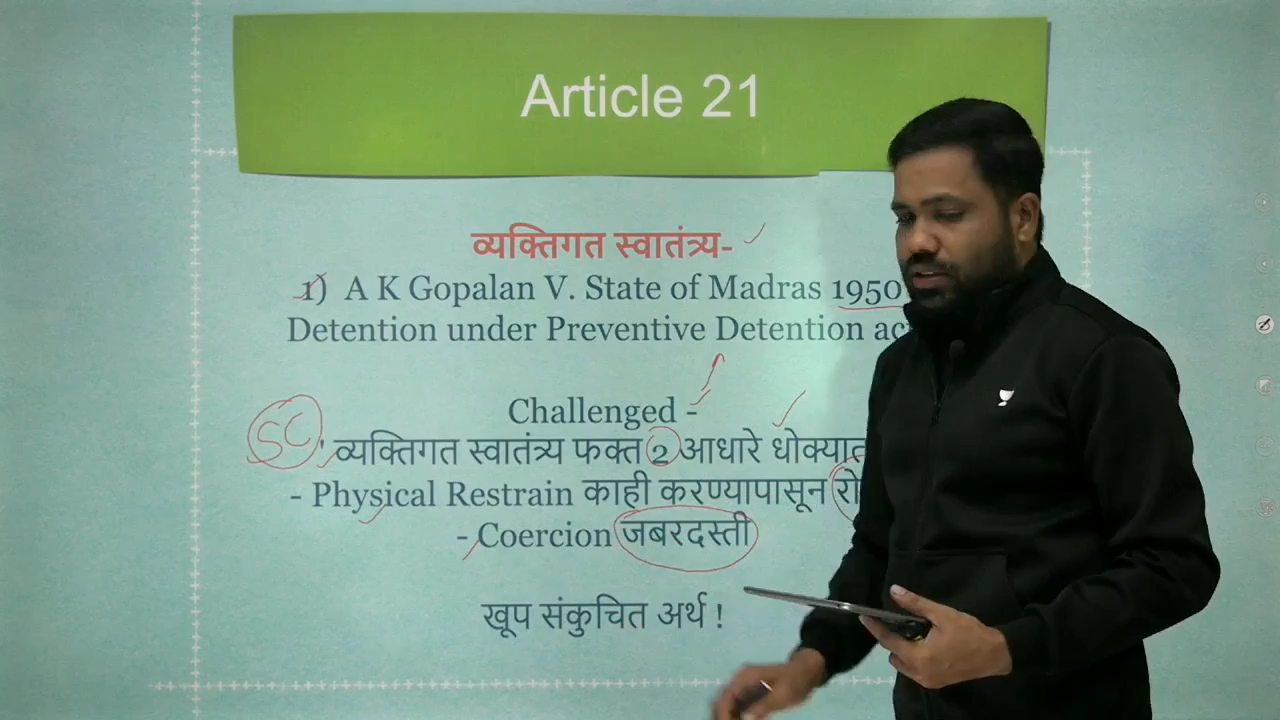 Article 21
व्यक्तिगत स्वातंत्र्य-
1) A K Gopalan V. State of Madras 1950
Detention under Preventive Detention
Challenged -
SC ' व्यक्तिगत स्वातंत्र्य फक्त 2 आधारे धोक्यात
- Physical Restrain काही करण्यापासून
- Coercion जबरदस्ती
खूप संकुचित अर्थ !